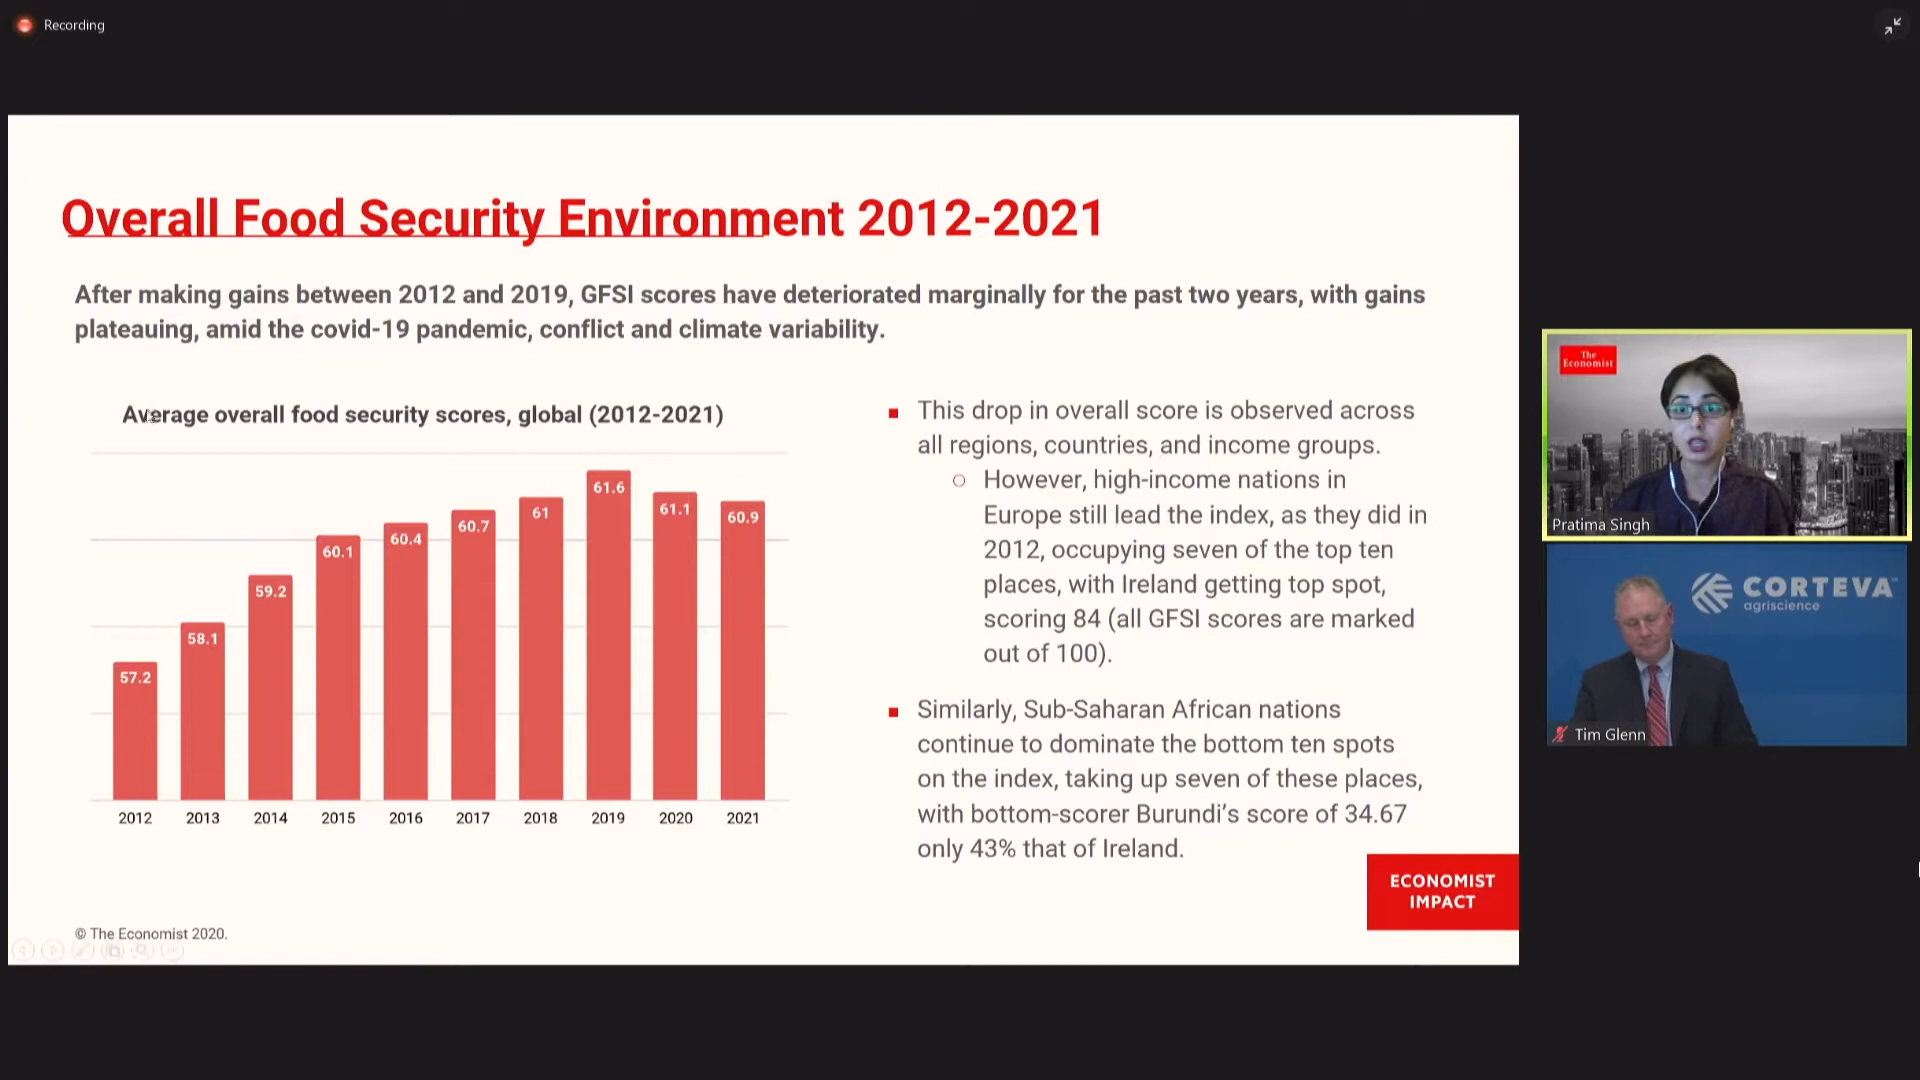 Recording
Overall Food Security Environment 2012-2021
After making gains between 2012 and 2019, GFSI scores have deteriorated marginally for the past two years, with gains
plateauing, amid the covid-19 pandemic, conflict and climate variability.
Average overall food security scores, global (2012-2021)
57.2
58.1
59.2
60.1
60.4
60.7
61
61.6
61.1
60.9
2012
2013
2014
2015
2016
2017
2018
2019
2020
2021
This drop in overall score is observed across
all regions, countries, and income groups.
However, high-income nations in
Europe still lead the index, as they did in
2012, occupying seven of the top ten
places, with Ireland getting top spot,
scoring 84 (all GFSI scores are marked
out of 100).
Similarly, Sub-Saharan African nations
continue to dominate the bottom ten spots
on the index, taking up seven of these places,
with bottom-scorer Burundi’s score of 34.67
only 43% that of Ireland.
ECONOMIST
IMPACT
© The Economist 2020.
The
Economist
Pratima Singh
CORTEVA™
agriscience
Tim Glenn